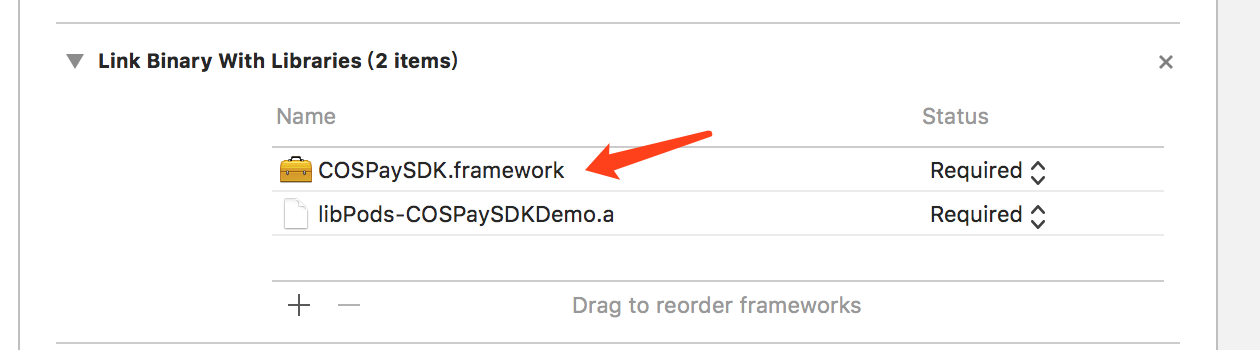 Link Binary With Libraries (2 items)
Name Status
COSPaySDK.framework Required
libPods-COSPaySDKDemo.a Required
Drag to reorder frameworks